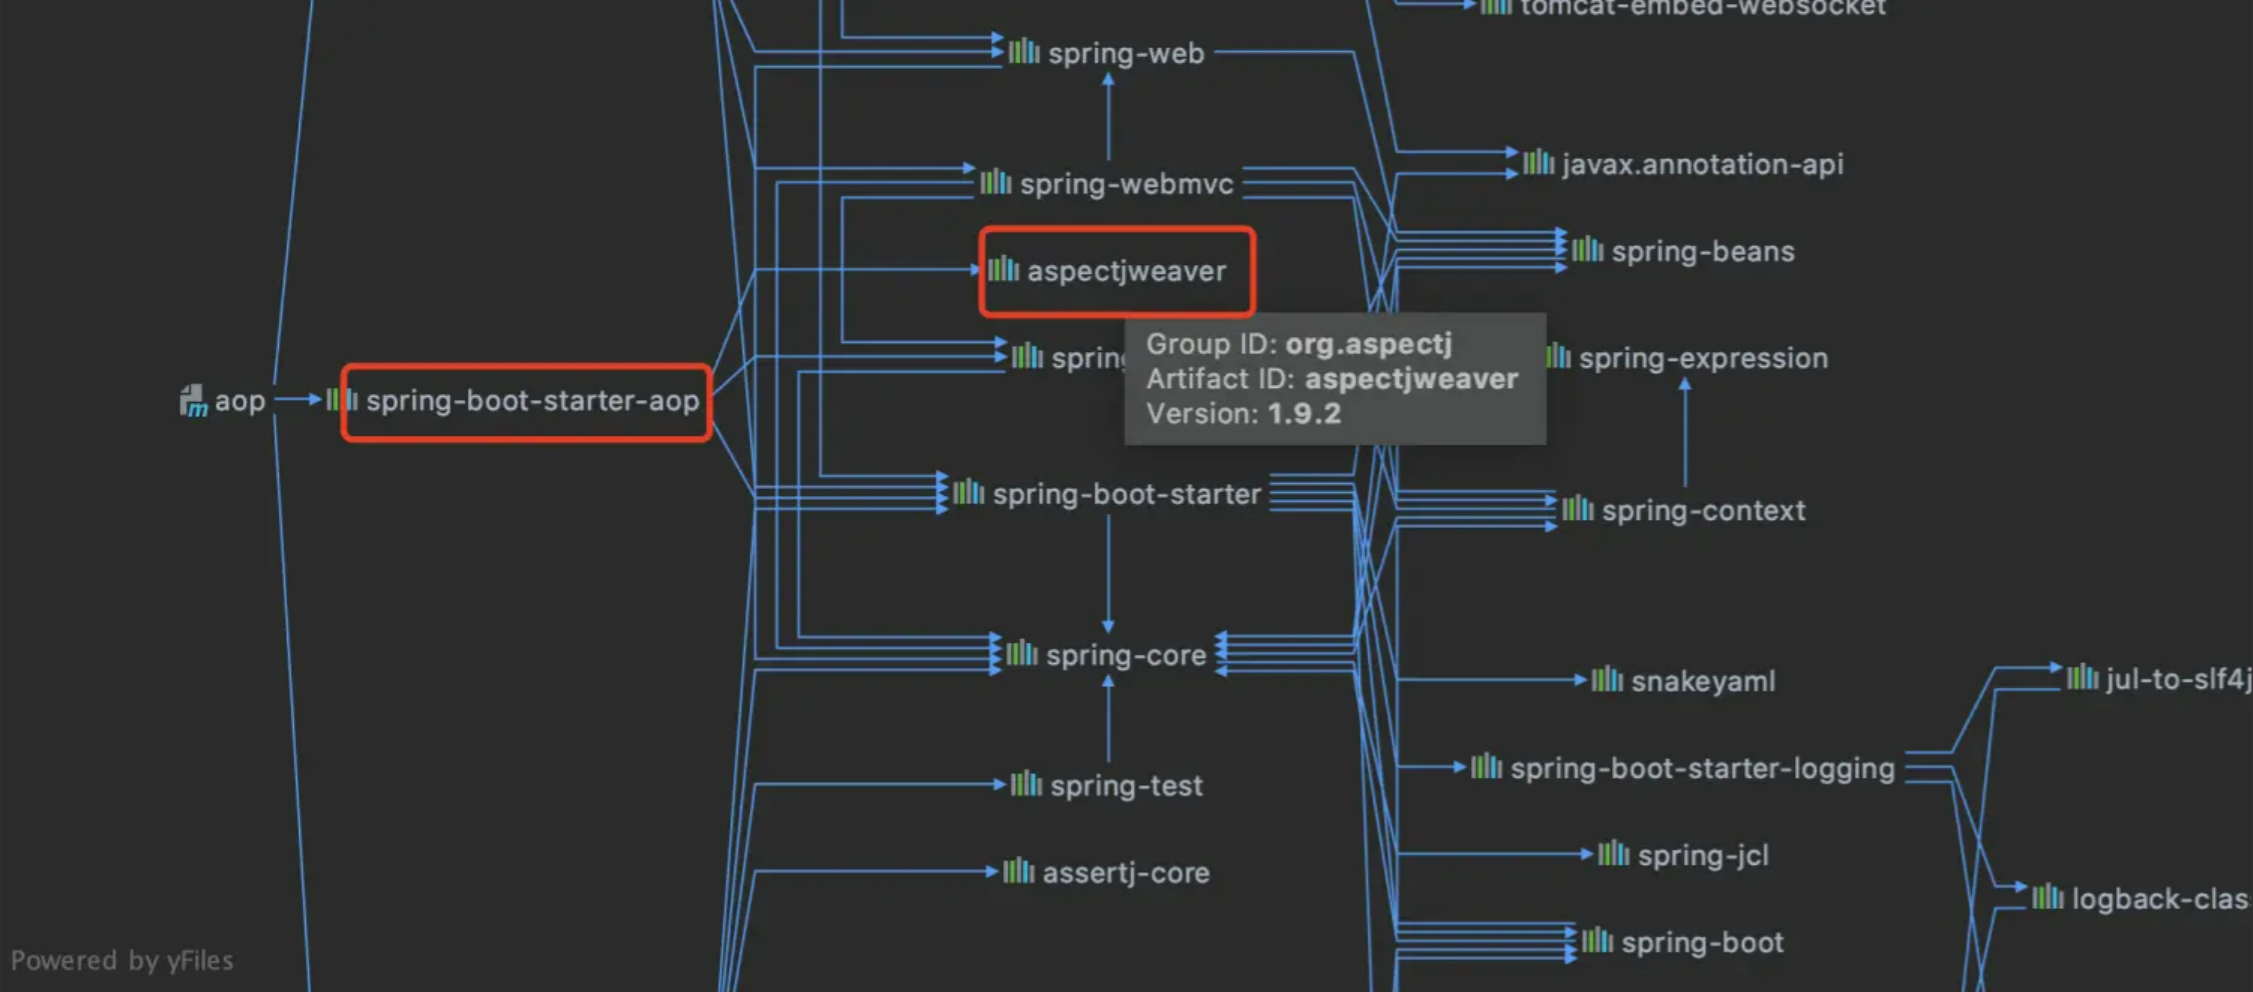 tomcat-embed-websocket
spring-web
javax.annotation-api
spring-webmvc
spring-beans
aspectjweaver
Group ID: org.aspectj
Artifact ID: aspectjweaver
Version: 1.9.2
spring-expression
aop
spring-boot-starter-aop
spring-boot-starter
spring-context
spring-core
snakeyaml
jul-to-slf4j
spring-boot-starter-logging
spring-test
spring-jcl
assertj-core
logback-clas
spring-boot
Powered by yFiles